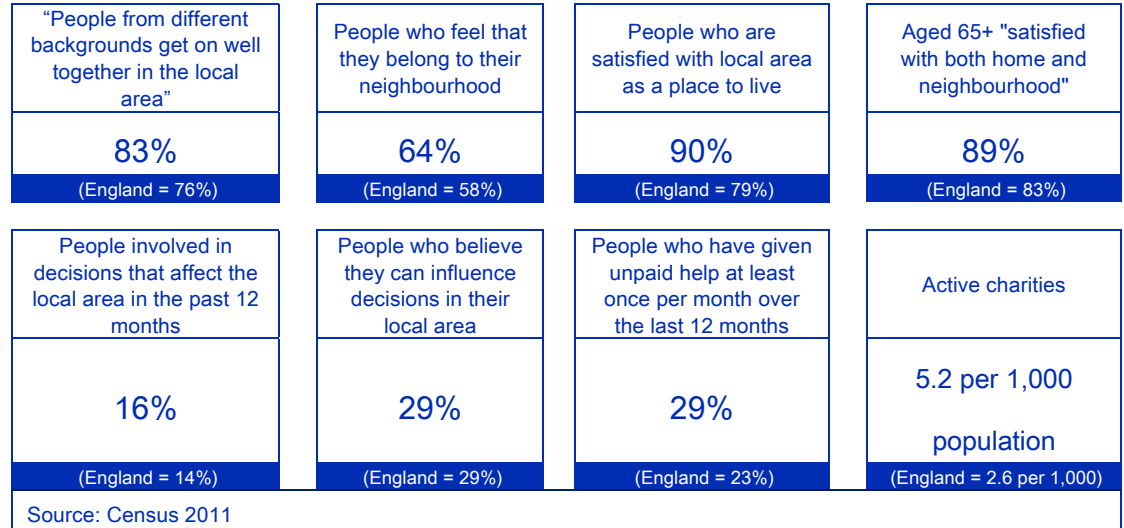 “People from different
backgrounds get on well
together in the local
area”
83%
(England = 76%)
People who feel that
they belong to their
neighbourhood
64%
(England = 58%)
People who are
satisfied with local area
as a place to live
90%
(England = 79%)
Aged 65+ "satisfied
with both home and
neighbourhood"
89%
(England = 83%)
People involved in
decisions that affect the
local area in the past 12
months
16%
(England = 14%)
People who believe
they can influence
decisions in their
local area
29%
(England = 29%)
People who have given
unpaid help at least
once per month over
the last 12 months
29%
(England = 23%)
Active charities
5.2 per 1,000
population
(England = 2.6 per 1,000)
Source: Census 2011